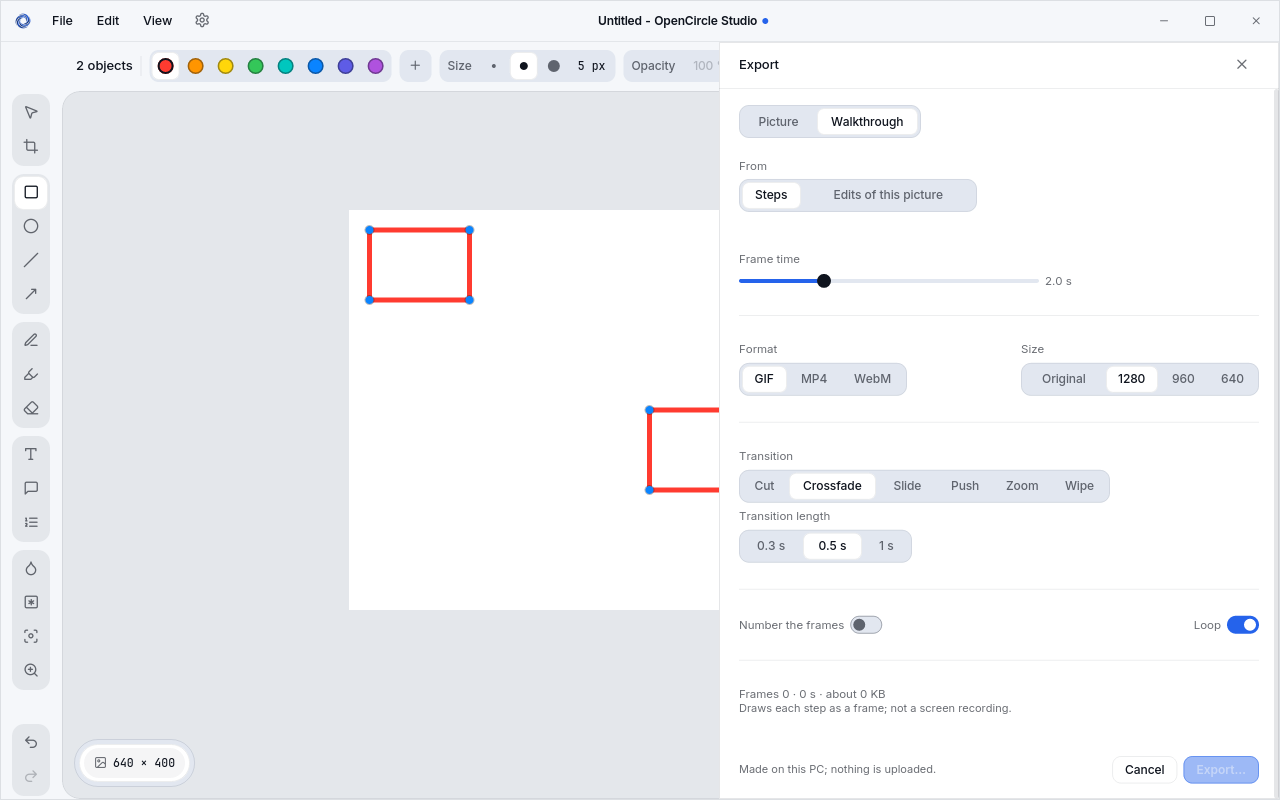 File Edit View
Untitled - OpenCircle Studio
2 objects
Size
5 px
Opacity
100
Export
Picture
Walkthrough
From
Steps
Edits of this picture
Frame time
2.0 s
Format
Size
GIF
MP4
WebM
Original
1280
960
640
Transition
Cut
Crossfade
Slide
Push
Zoom
Wipe
Transition length
0.3 s
0.5 s
1 s
Number the frames
Loop
Frames 0 · 0 s · about 0 KB
Draws each step as a frame; not a screen recording.
640 × 400
Made on this PC; nothing is uploaded.
Cancel
Export...